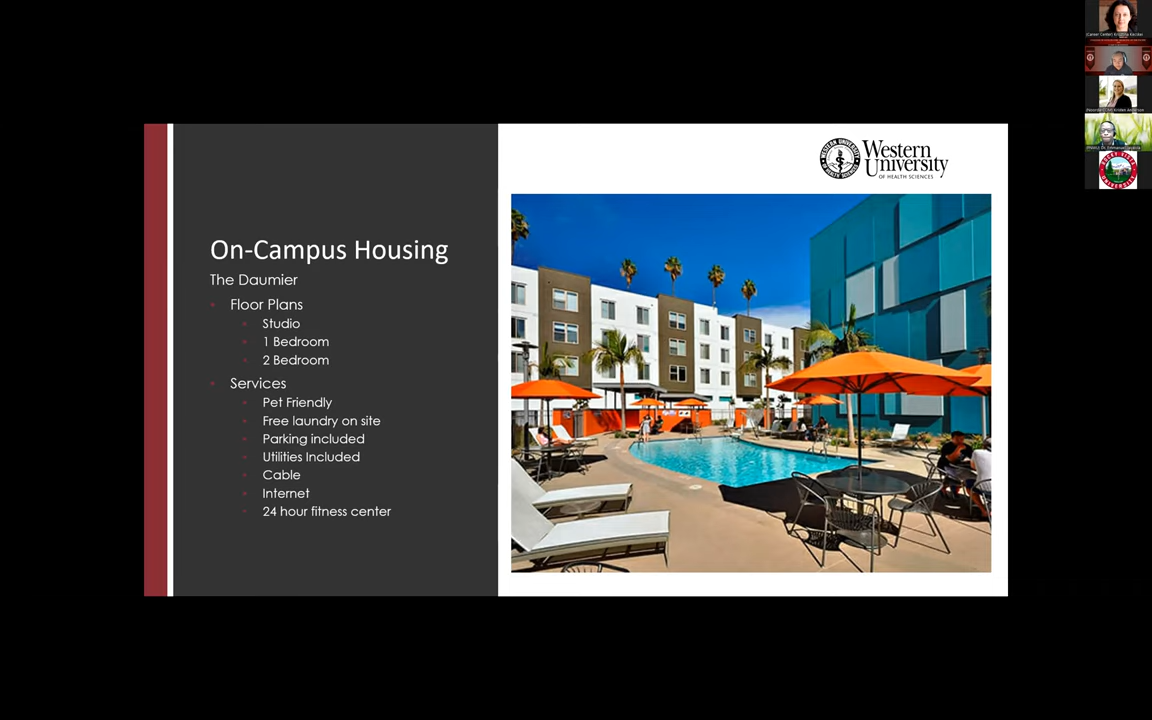 Western
University
OF HEALTH SCIENCES
On-Campus Housing
The Daumier
Floor Plans
Studio
1 Bedroom
2 Bedroom
Services
Pet Friendly
Free laundry on site
Parking included
Utilities Included
Cable
Internet
24 hour fitness center